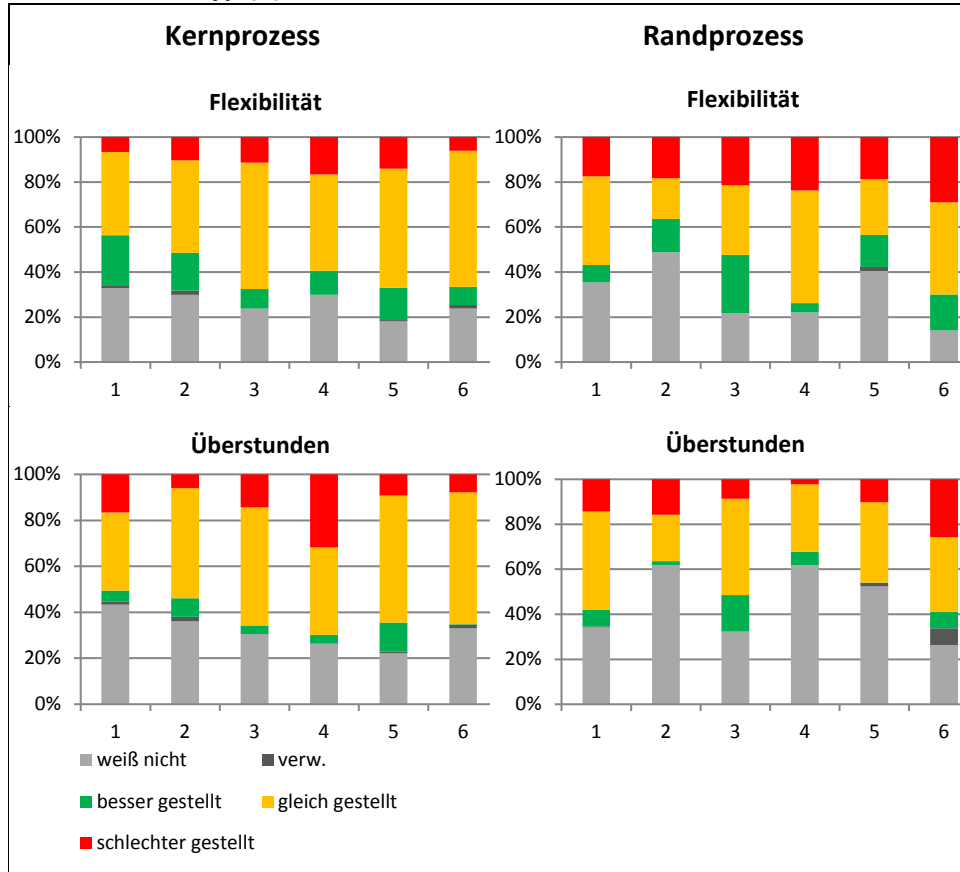 Kernprozess
Randprozess
Flexibilität
100%
80%
60%
40%
20%
0%
1 2 3 4 5 6
Flexibilität
100%
80%
60%
40%
20%
0%
1 2 3 4 5 6
Überstunden
100%
80%
60%
40%
20%
0%
1 2 3 4 5 6
Überstunden
100%
80%
60%
40%
20%
0%
1 2 3 4 5 6
weiß nicht
verw.
besser gestellt
gleich gestellt
schlechter gestellt